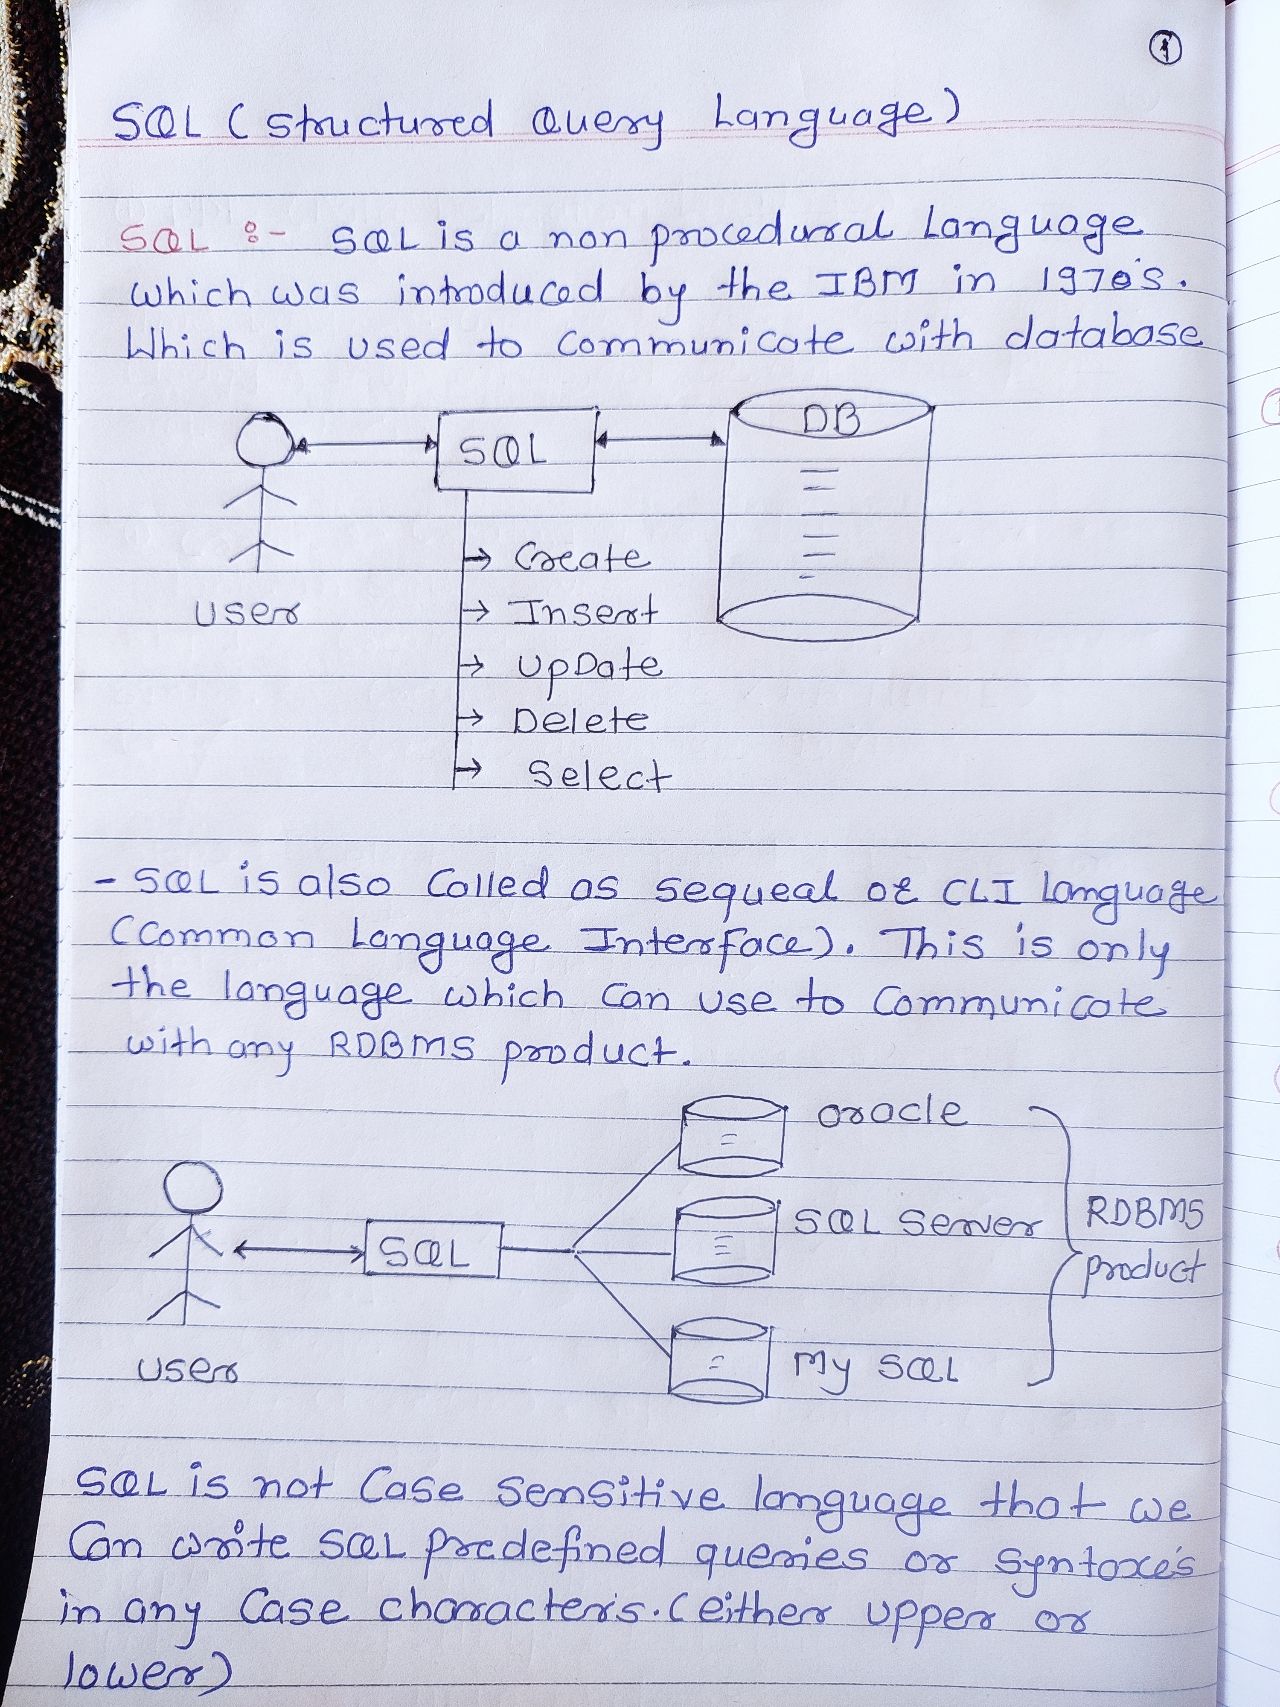 1
SQL (structured Query Language)
SQL :- SQL is a non procedural Language
which was introduced by the IBM in 1970's.
Which is used to communicate with database
DB
SQL
Create
user
Insert
UpDate
Delete
Select
- SQL is also Called as sequeal or CLI language
(Common Language Interface). This is only
the language which can use to communicate
with any RDBMS product.
oracle
SQL
SQL Server
RDBMS
product
user
My SQL
SQL is not Case sensitive language that we
Can write SQL predefined queries or syntaxe's
in any Case character's. (either upper or
lower)